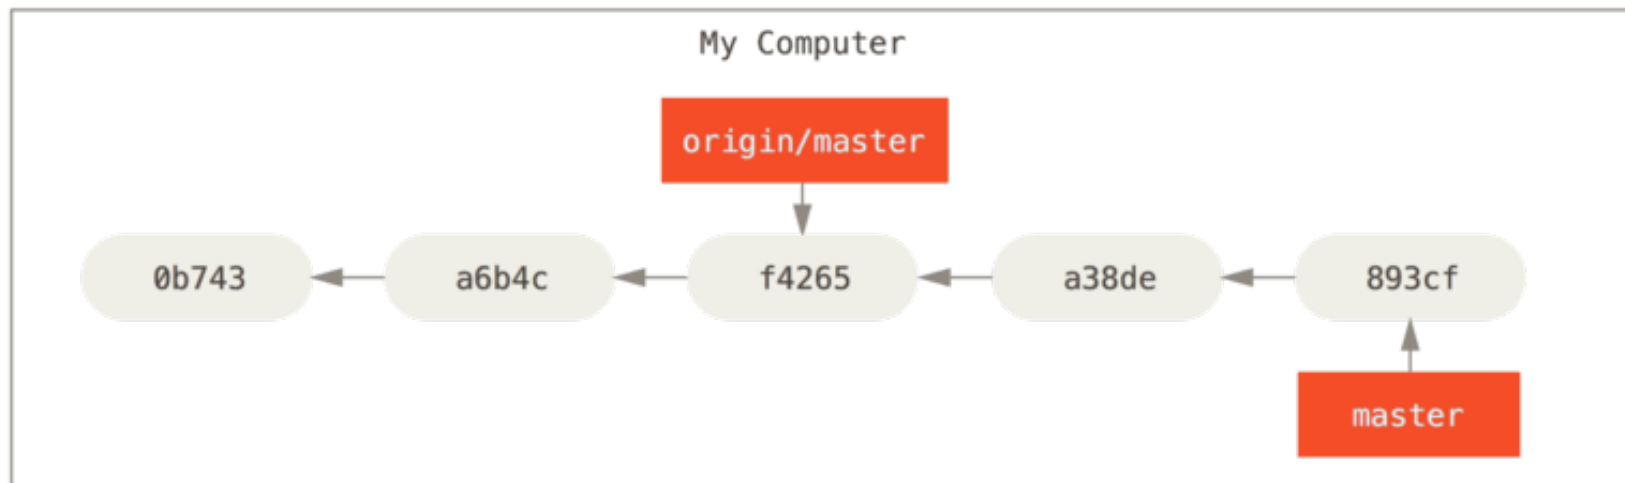 My Computer
origin/master
0b743
a6b4c
f4265
a38de
893cf
master